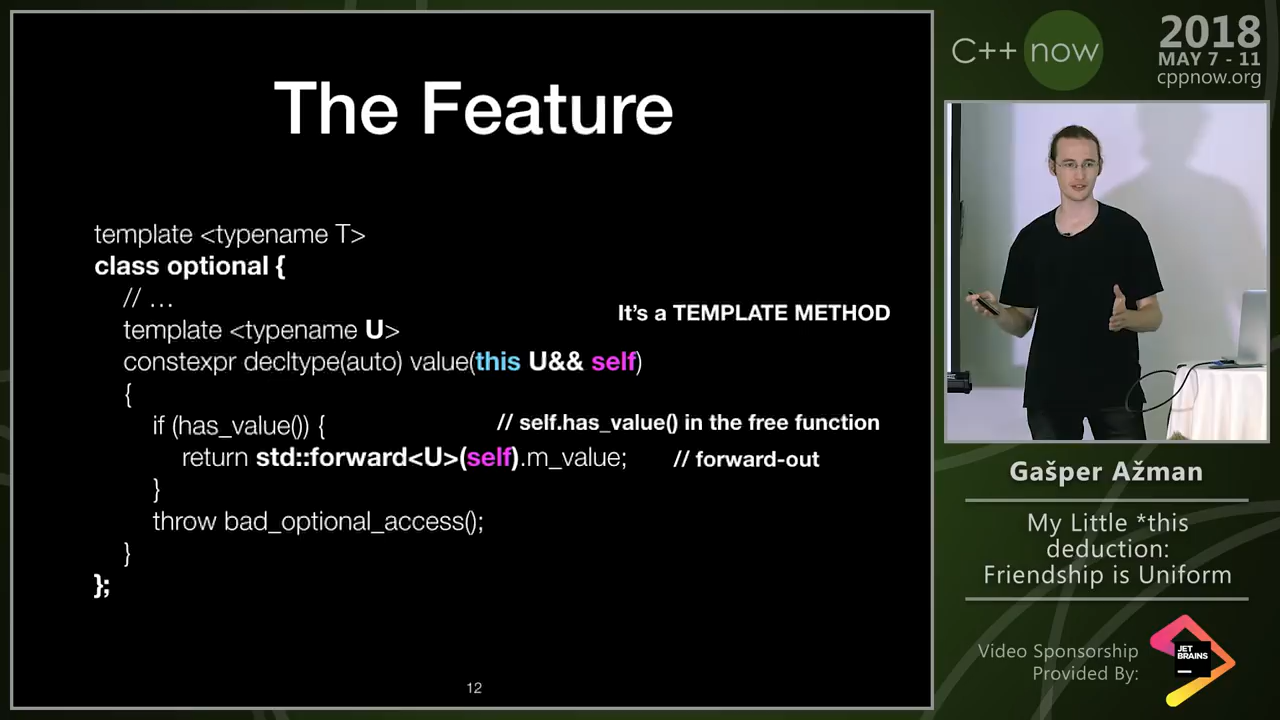 The Feature
template <typename T>
class optional {
// …
It’s a TEMPLATE METHOD
template <typename U>
constexpr decltype(auto) value(this U&& self)
{
if (has_value()) { // self.has_value() in the free function
return std::forward<U>(self).m_value; // forward-out
}
throw bad_optional_access();
}
};
12
C++ now
2018
MAY 7 - 11
cppnow.org
Gašper Ažman
My Little *this
deduction:
Friendship is Uniform
Video Sponsorship
Provided By:
JET
BRAINS